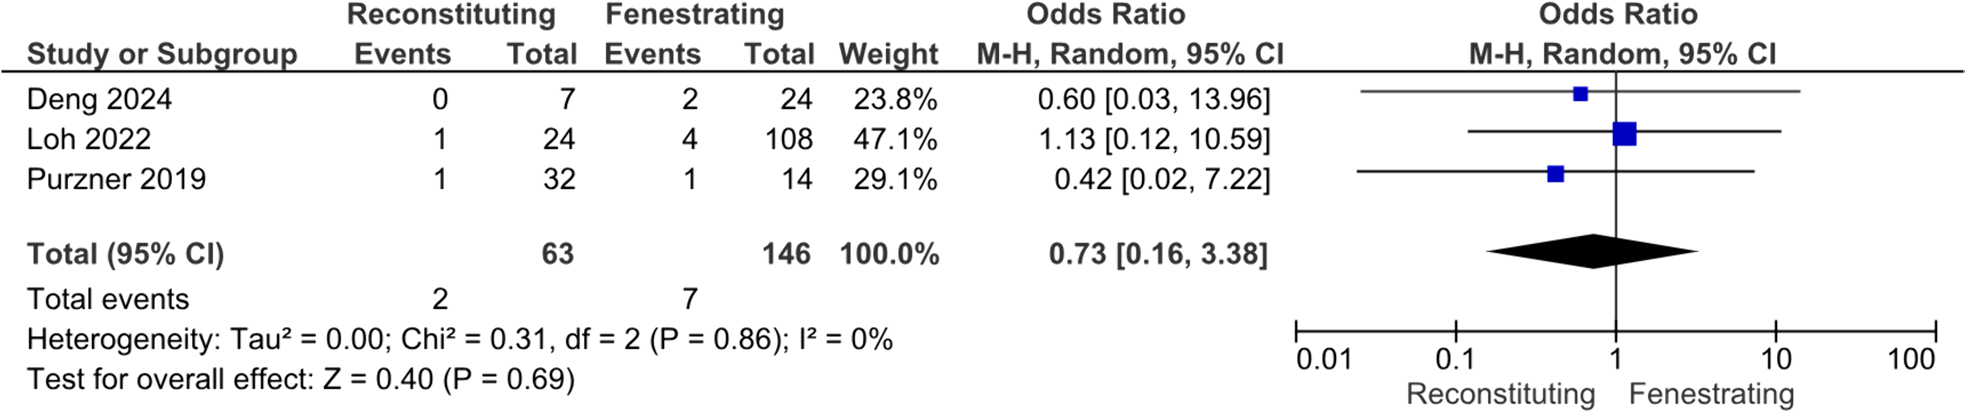 Reconstituting Fenestrating Odds Ratio Odds Ratio
Study or Subgroup Events Total Events Total Weight M-H, Random, 95% CI M-H, Random, 95% CI
Deng 2024 0 7 2 24 23.8% 0.60 [0.03, 13.96]
Loh 2022 1 24 4 108 47.1% 1.13 [0.12, 10.59]
Purzner 2019 1 32 1 14 29.1% 0.42 [0.02, 7.22]
Total (95% CI) 63 146 100.0% 0.73 [0.16, 3.38]
Total events 2 7
Heterogeneity: Tau² = 0.00; Chi² = 0.31, df = 2 (P = 0.86); I² = 0%
Test for overall effect: Z = 0.40 (P = 0.69)
0.01 0.1 1 10 100
Reconstituting Fenestrating